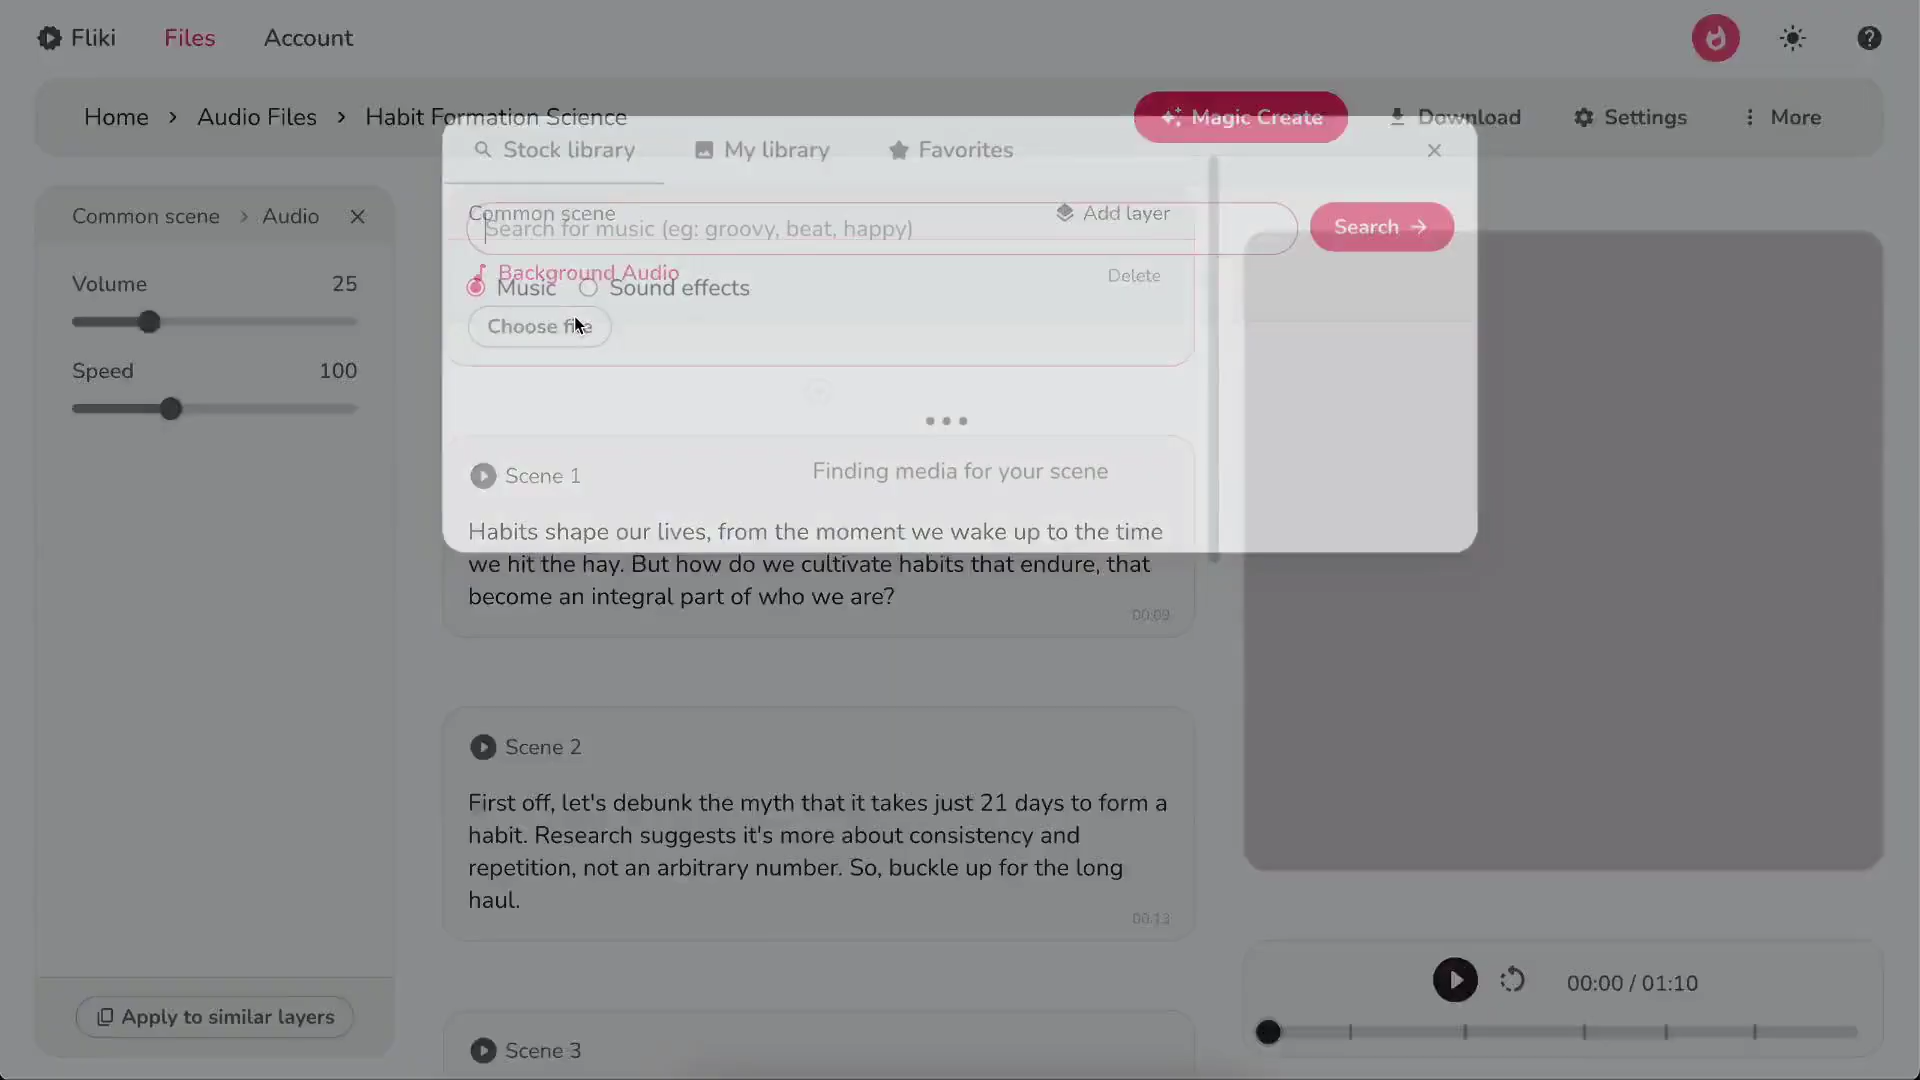 Fliki
Files
Account
Home > Audio Files > Habit Formation Science
Magic Create
Download
Settings
More
Stock library
My library
Favorites
Common scene > Audio
Common scene
Add layer
Search for music (eg: groovy, beat, happy)
Search
Background Audio
Delete
Music
Sound effects
Choose file
Volume 25
Speed 100
Finding media for your scene
Scene 1
Habits shape our lives, from the moment we wake up to the time
we hit the hay. But how do we cultivate habits that endure, that
become an integral part of who we are?
00:09
Scene 2
First off, let's debunk the myth that it takes just 21 days to form a
habit. Research suggests it's more about consistency and
repetition, not an arbitrary number. So, buckle up for the long
haul.
00:13
Scene 3
Apply to similar layers
00:00 / 01:10